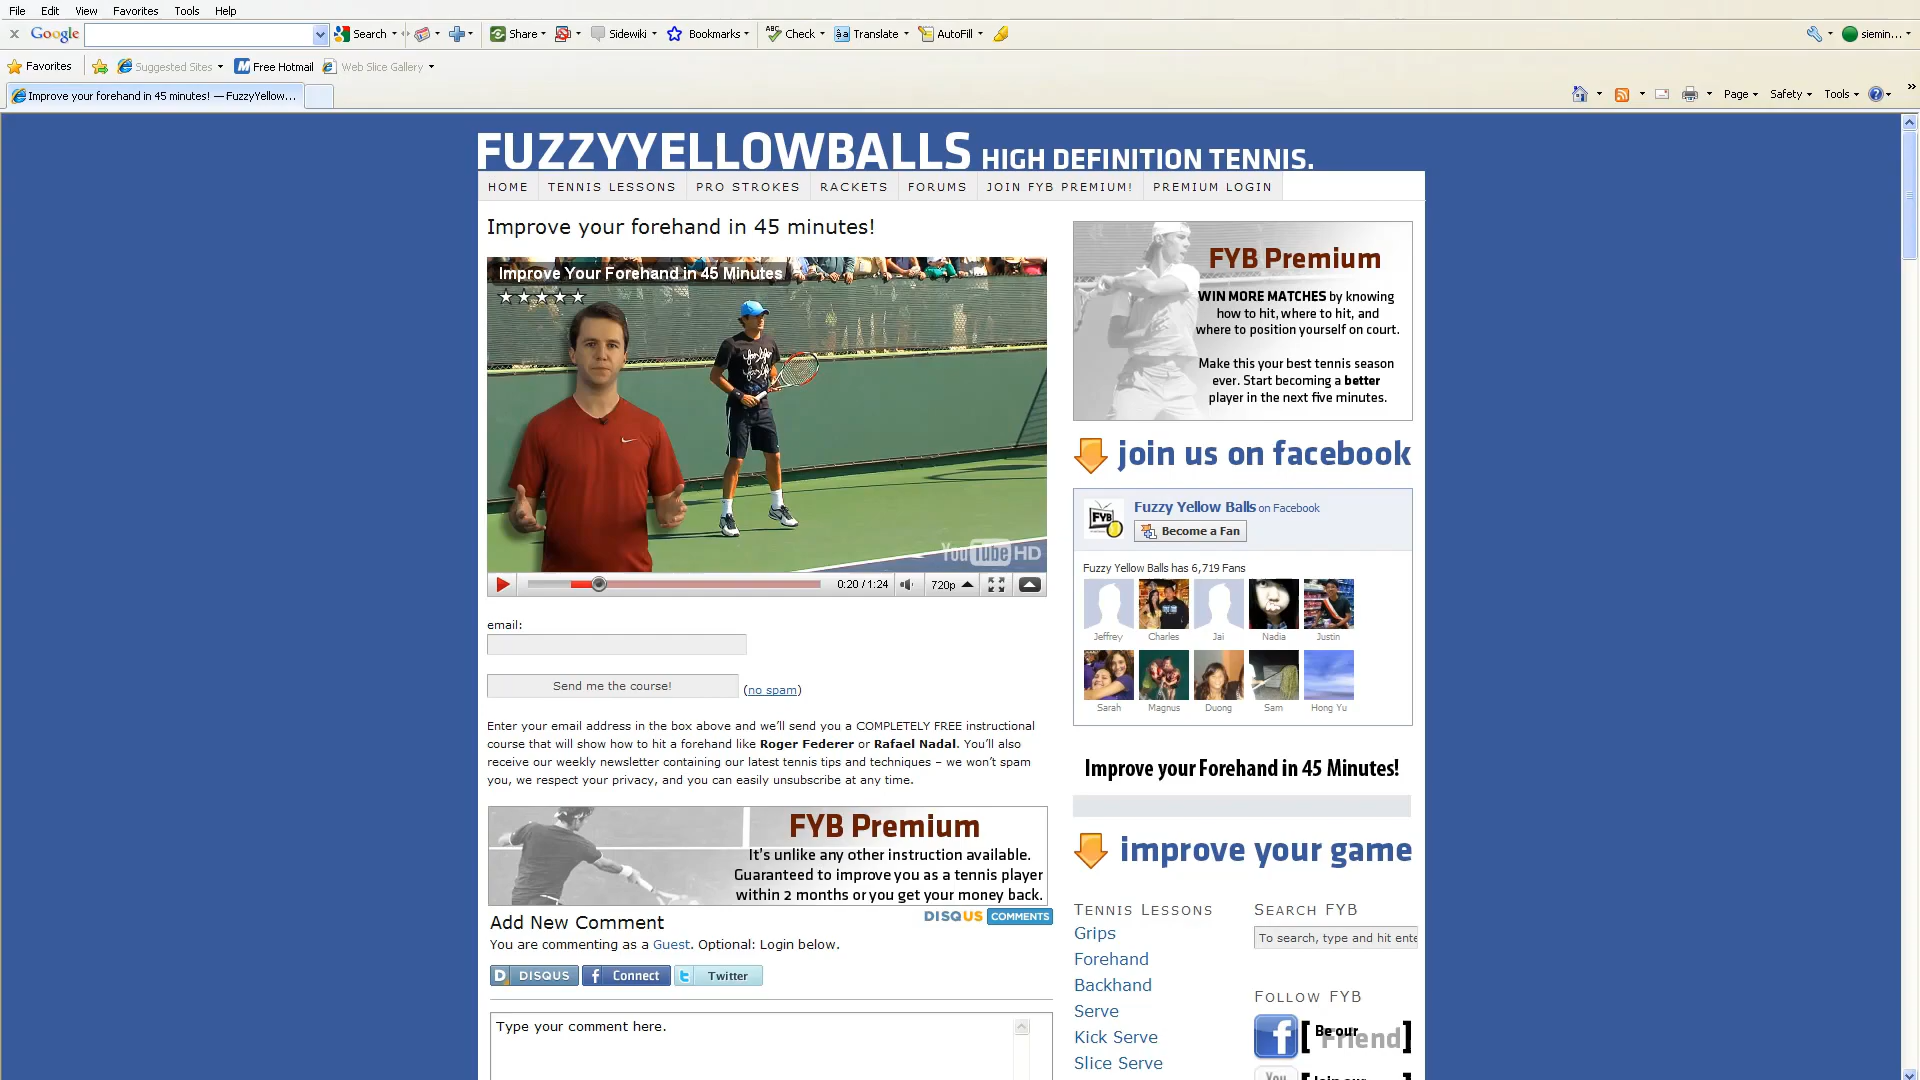 File Edit View Favorites Tools Help
Google Search Share Sidewiki Bookmarks Check Translate AutoFill siemin...
Favorites Suggested Sites Free Hotmail Web Slice Gallery
Improve your forehand in 45 minutes! — FuzzyYellow... Page Safety Tools
FUZZYYELLOWBALLS HIGH DEFINITION TENNIS.
HOME TENNIS LESSONS PRO STROKES RACKETS FORUMS JOIN FYB PREMIUM! PREMIUM LOGIN
Improve your forehand in 45 minutes!
Improve Your Forehand in 45 Minutes
YouTube HD
0:20 / 1:24 720p
email:
Send me the course! (no spam)
Enter your email address in the box above and we'll send you a COMPLETELY FREE instructional
course that will show how to hit a forehand like Roger Federer or Rafael Nadal. You'll also
receive our weekly newsletter containing our latest tennis tips and techniques – we won't spam
you, we respect your privacy, and you can easily unsubscribe at any time.
FYB Premium
It's unlike any other instruction available.
Guaranteed to improve you as a tennis player
within 2 months or you get your money back.
Add New Comment
DISQUS COMMENTS
You are commenting as a Guest. Optional: Login below.
D DISQUS f Connect t Twitter
Type your comment here.
FYB Premium
WIN MORE MATCHES by knowing
how to hit, where to hit, and
where to position yourself on court.
Make this your best tennis season
ever. Start becoming a better
player in the next five minutes.
join us on facebook
FYB
Fuzzy Yellow Balls on Facebook
Become a Fan
Fuzzy Yellow Balls has 6,719 Fans
Jeffrey Charles Jai Nadia Justin
Sarah Magnus Duong Sam Hong Yu
Improve your Forehand in 45 Minutes!
improve your game
TENNIS LESSONS
Grips
Forehand
Backhand
Serve
Kick Serve
Slice Serve
SEARCH FYB
To search, type and hit ente
FOLLOW FYB
f [Be our Friend]
You [Join our